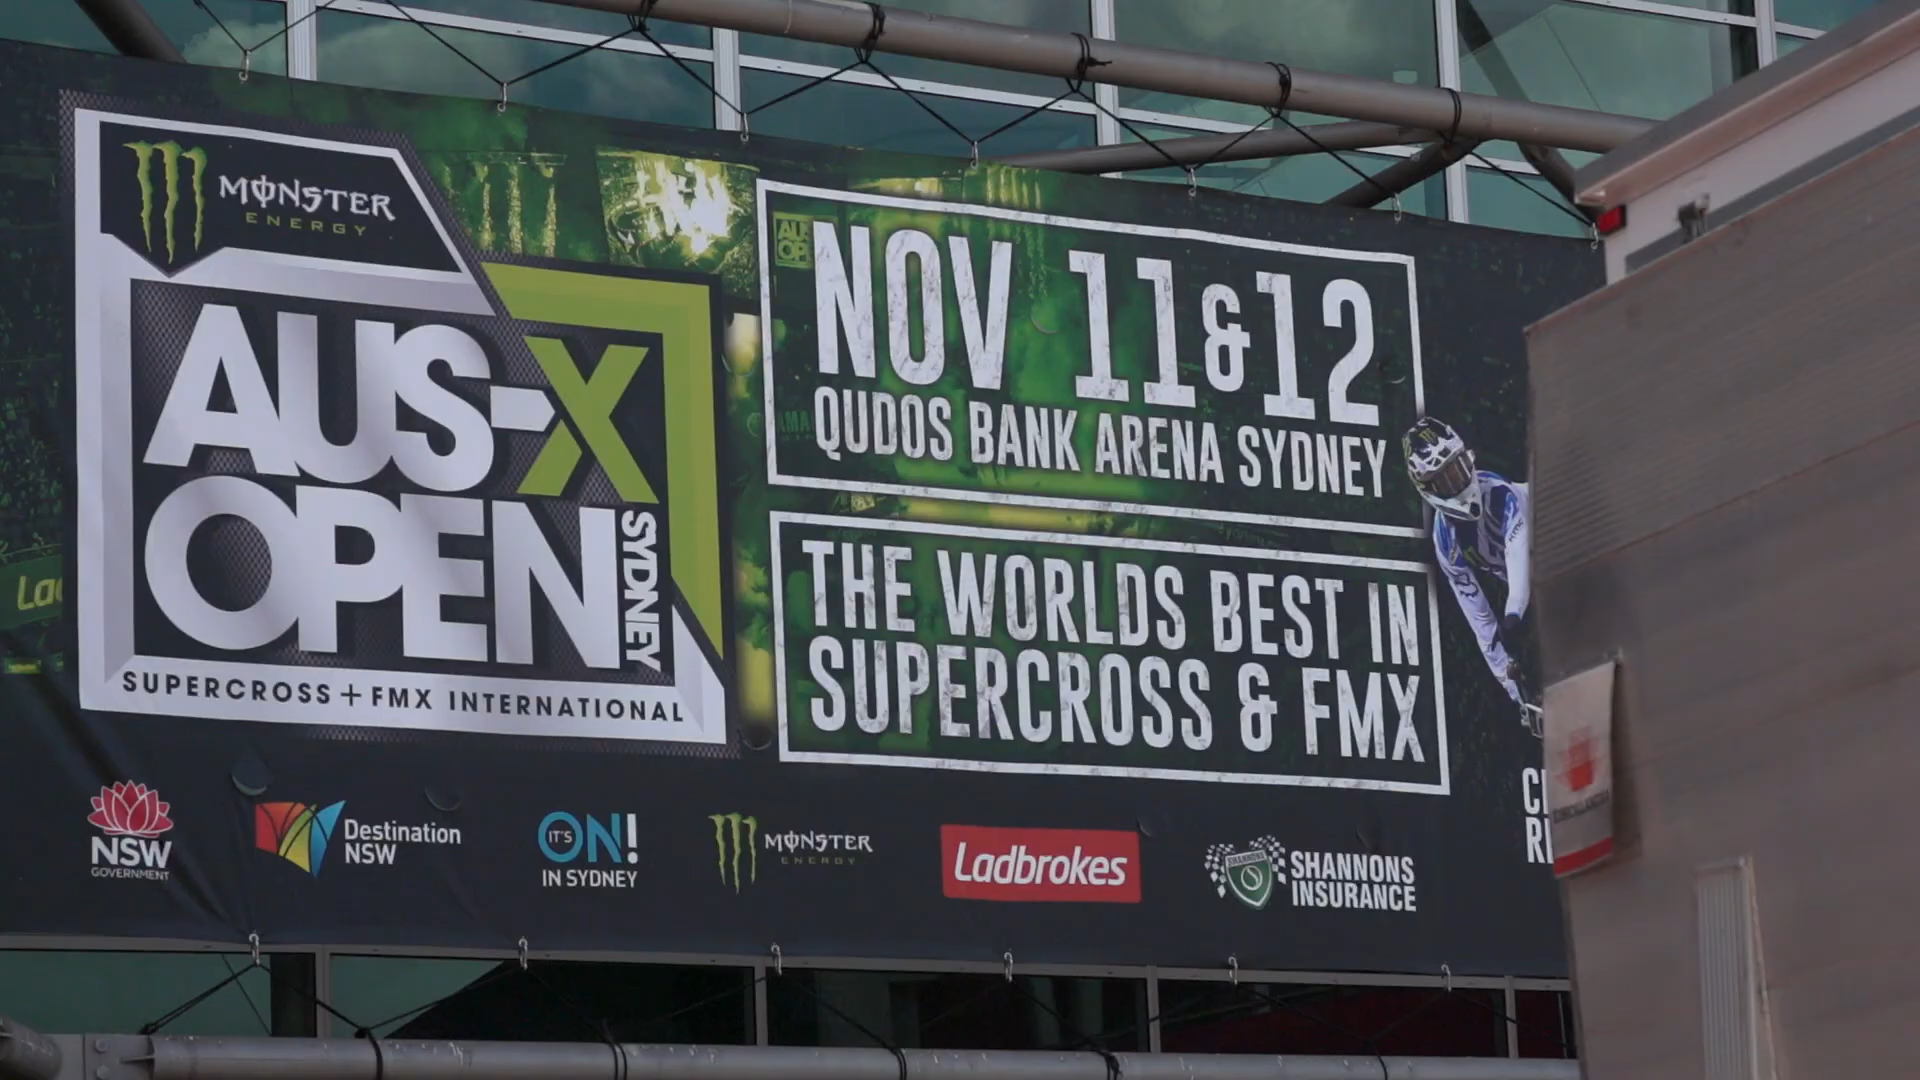 MONSTER
ENERGY
AUS-X
OPEN
SYDNEY
SUPERCROSS + FMX INTERNATIONAL
NOV 11 & 12
QUDOS BANK ARENA SYDNEY
THE WORLDS BEST IN
SUPERCROSS & FMX
NSW
GOVERNMENT
Destination
NSW
IT'S ON!
IN SYDNEY
MONSTER
ENERGY
Ladbrokes
SHANNONS
SHANNONS
INSURANCE